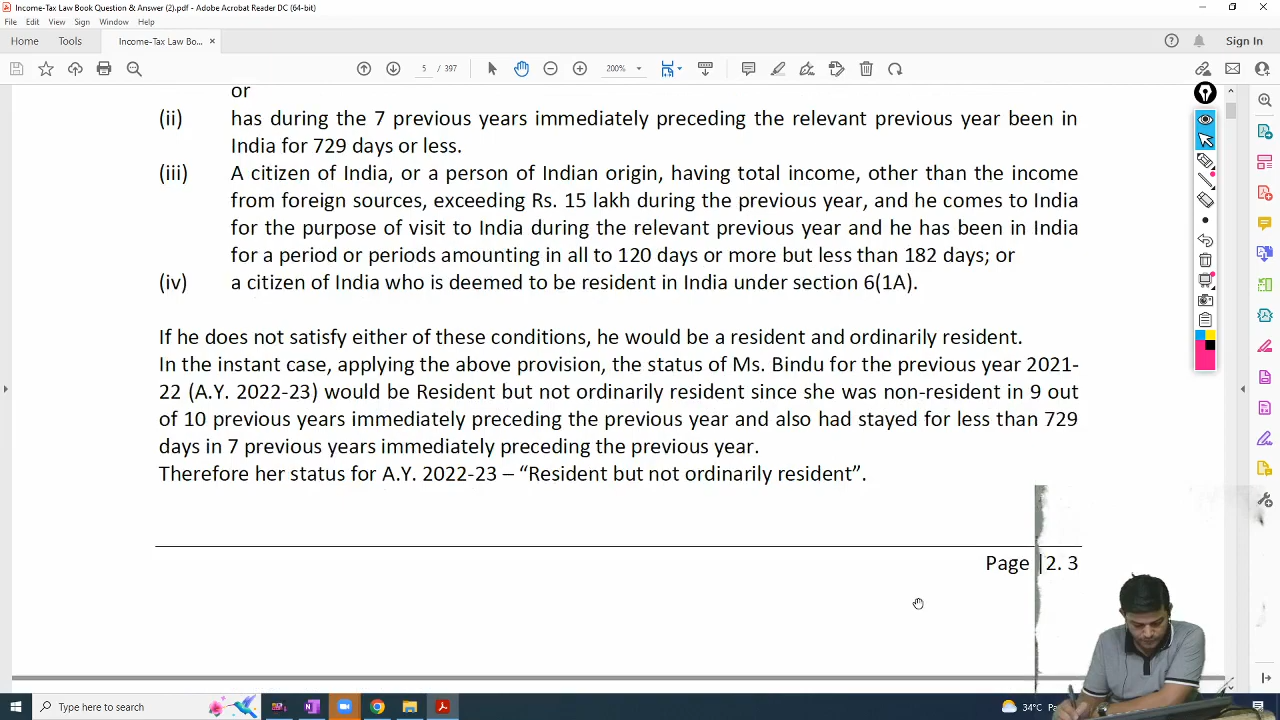 Income-Tax Law Book Question & Answer (2).pdf - Adobe Acrobat Reader DC (64-bit)
File Edit View Sign Window Help
Home Tools Income-Tax Law Bo... × Sign In
5 / 397 200%
or
(ii) has during the 7 previous years immediately preceding the relevant previous year been in
India for 729 days or less.
(iii) A citizen of India, or a person of Indian origin, having total income, other than the income
from foreign sources, exceeding Rs. 15 lakh during the previous year, and he comes to India
for the purpose of visit to India during the relevant previous year and he has been in India
for a period or periods amounting in all to 120 days or more but less than 182 days; or
(iv) a citizen of India who is deemed to be resident in India under section 6(1A).
If he does not satisfy either of these conditions, he would be a resident and ordinarily resident.
In the instant case, applying the above provision, the status of Ms. Bindu for the previous year 2021-
22 (A.Y. 2022-23) would be Resident but not ordinarily resident since she was non-resident in 9 out
of 10 previous years immediately preceding the previous year and also had stayed for less than 729
days in 7 previous years immediately preceding the previous year.
Therefore her status for A.Y. 2022-23 – “Resident but not ordinarily resident”.
Page |2. 3
Type here to search 34°C